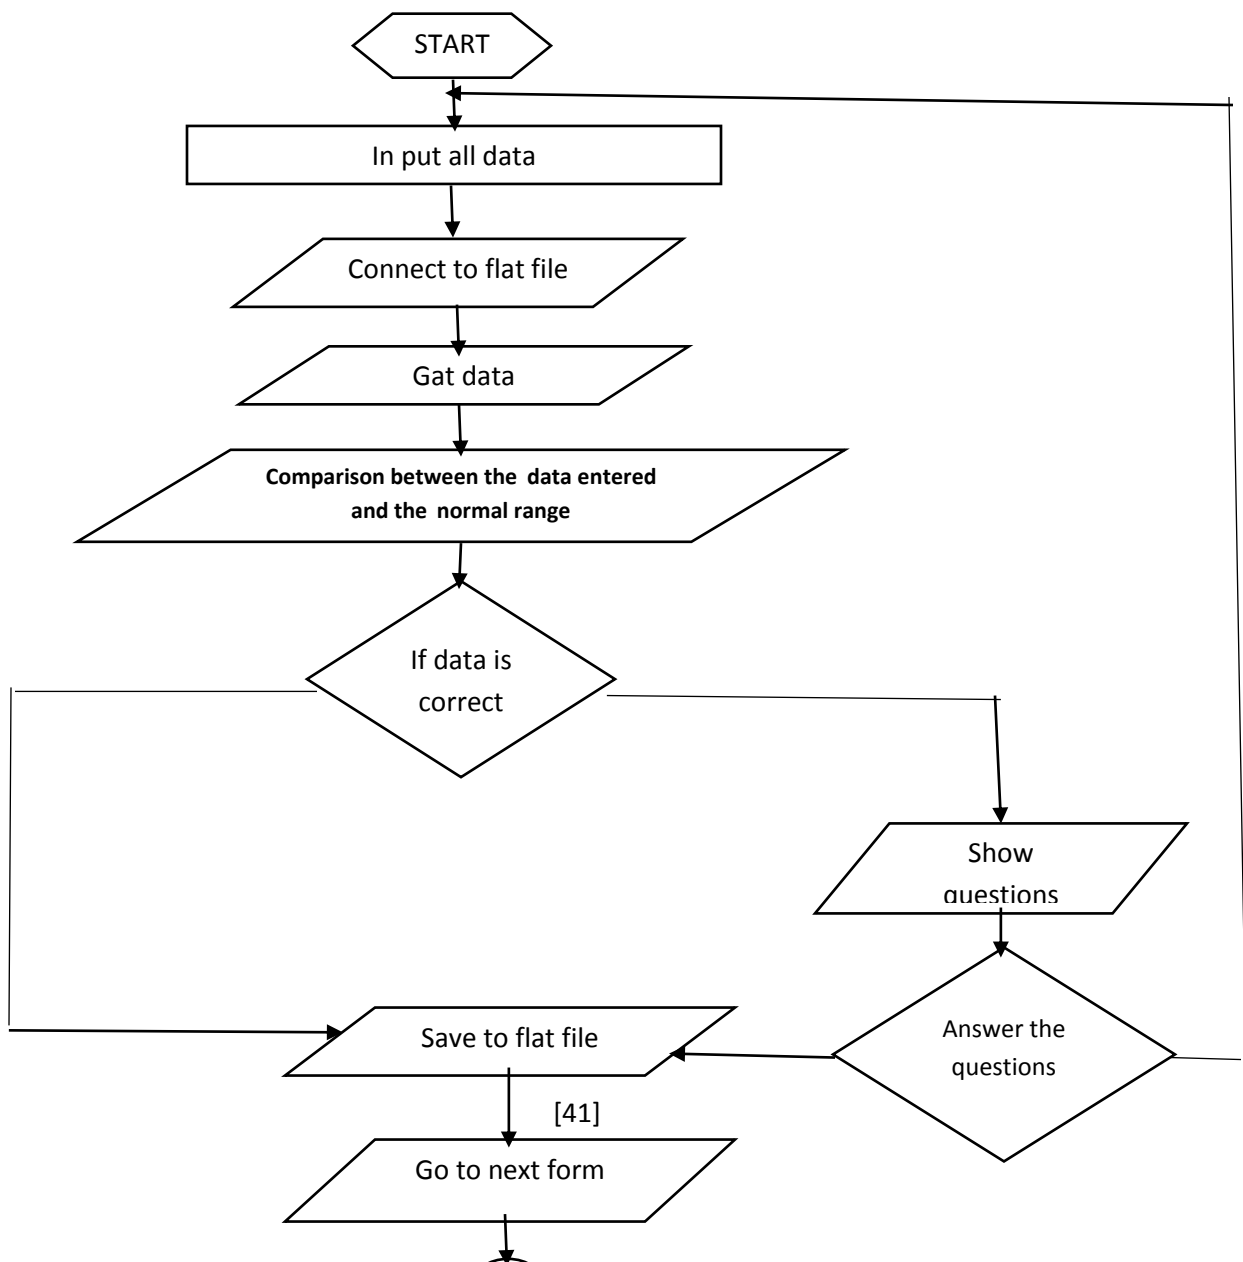 START
In put all data
Connect to flat file
Gat data
Comparison between the data entered
and the normal range
If data is
correct
Show
questions
Answer the
questions
Save to flat file
[41]
Go to next form